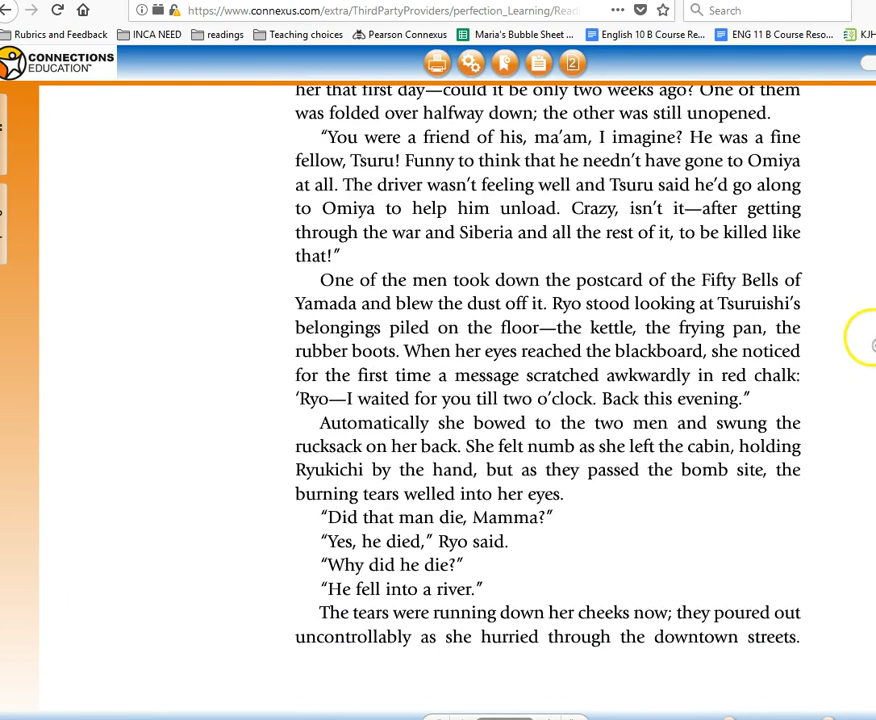 https://www.connexus.com/extra/ThirdPartyProviders/perfection_Learning/Read
Search
Rubrics and Feedback
INCA NEED
readings
Teaching choices
Pearson Connexus
Maria's Bubble Sheet ...
English 10 B Course Re...
ENG 11 B Course Reso...
KJH
CONNECTIONS
EDUCATION™
2
her that first day—could it be only two weeks ago? One of them
was folded over halfway down; the other was still unopened.
“You were a friend of his, ma’am, I imagine? He was a fine
fellow, Tsuru! Funny to think that he needn’t have gone to Omiya
at all. The driver wasn’t feeling well and Tsuru said he’d go along
to Omiya to help him unload. Crazy, isn’t it—after getting
through the war and Siberia and all the rest of it, to be killed like
that!”
One of the men took down the postcard of the Fifty Bells of
Yamada and blew the dust off it. Ryo stood looking at Tsuruishi’s
belongings piled on the floor—the kettle, the frying pan, the
rubber boots. When her eyes reached the blackboard, she noticed
for the first time a message scratched awkwardly in red chalk:
‘Ryo—I waited for you till two o’clock. Back this evening.”
Automatically she bowed to the two men and swung the
rucksack on her back. She felt numb as she left the cabin, holding
Ryukichi by the hand, but as they passed the bomb site, the
burning tears welled into her eyes.
“Did that man die, Mamma?”
“Yes, he died,” Ryo said.
“Why did he die?”
“He fell into a river.”
The tears were running down her cheeks now; they poured out
uncontrollably as she hurried through the downtown streets.